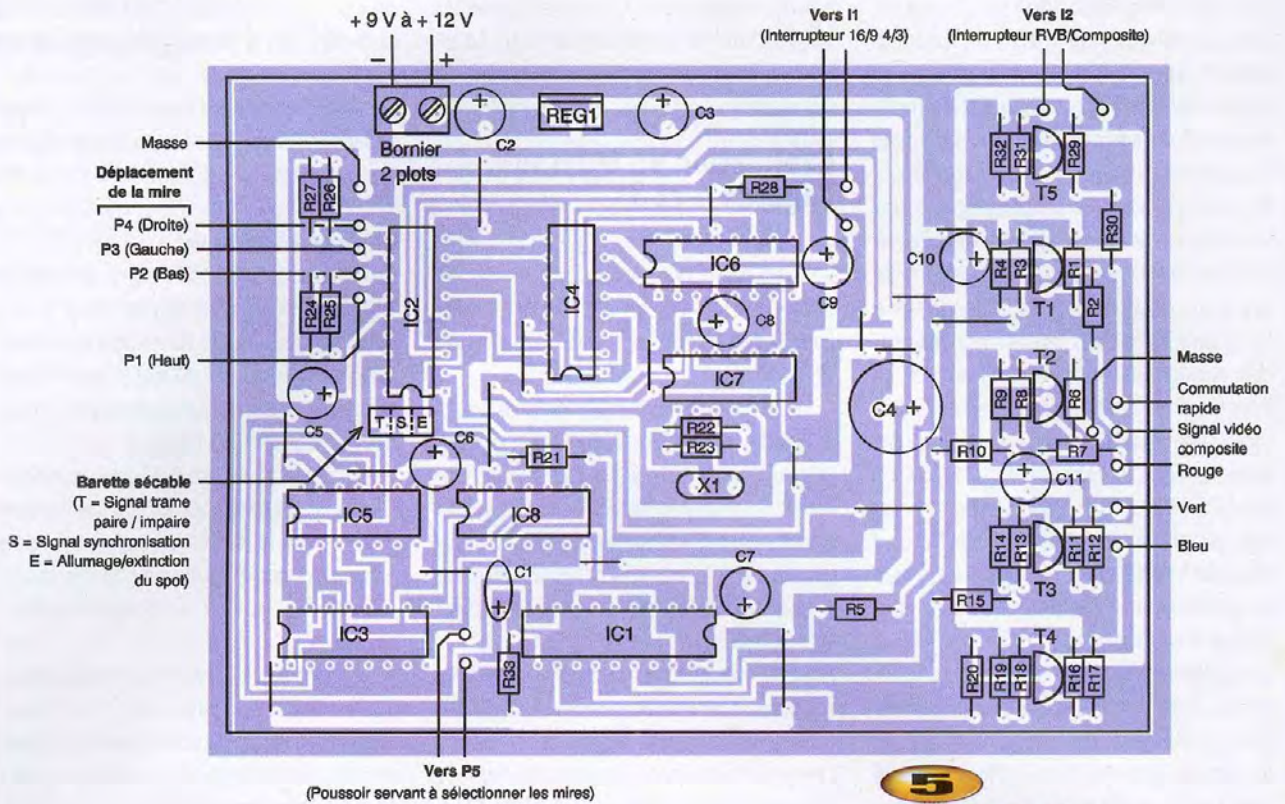 + 9 V à + 12 V
− +
Vers I1
(Interrupteur 16/9 4/3)
Vers I2
(Interrupteur RVB/Composite)
Masse
Déplacement
de la mire
P4 (Droite)
P3 (Gauche)
P2 (Bas)
P1 (Haut)
Barette sécable
(T = Signal trame
paire / impaire
S = Signal synchronisation
E = Allumage/extinction
du spot)
Bornier
2 plots
C2
REG1
C3
R27
R26
R24
R25
IC2
IC4
R28
IC6
C8
C9
IC7
C10
R32
R31
R29
T5
R30
R4
R3
R1
T1
R2
T2
R9
R8
R6
R10
R7
C11
C4
C5
T S E
C6
R21
R22
R23
X1
IC5
IC8
C1
C7
IC3
R33
IC1
R5
R14
R13
R11
R12
T3
R15
T4
R20
R19
R18
R16
R17
Masse
Commutation
rapide
Signal vidéo
composite
Rouge
Vert
Bleu
Vers P5
(Poussoir servant à sélectionner les mires)
5